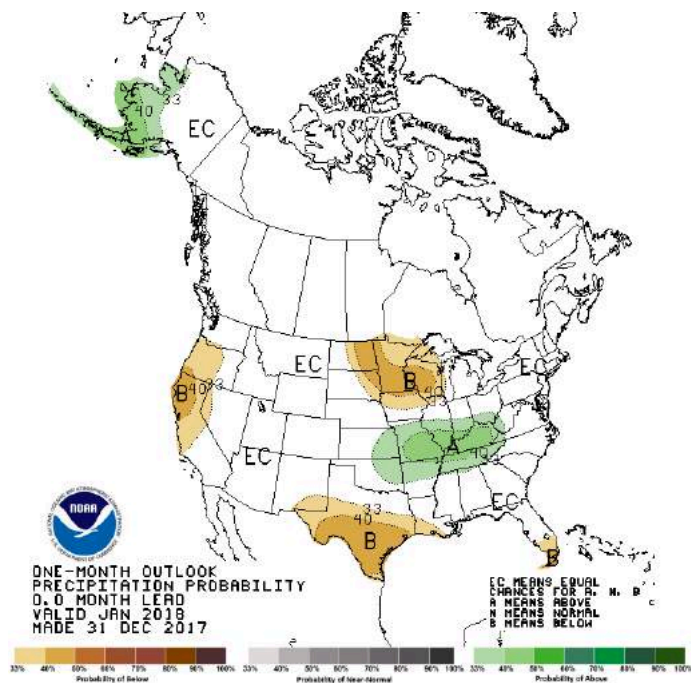 33
40
EC
EC
B
40
33
B
40
EC
A
40
EC
EC
33
40
B
B
NOAA
ONE-MONTH OUTLOOK
PRECIPITATION PROBABILITY
0.0 MONTH LEAD
VALID JAN 2018
MADE 31 DEC 2017
EC MEANS EQUAL
CHANCES FOR A, N, B
A MEANS ABOVE
N MEANS NORMAL
B MEANS BELOW
33% 40% 50% 60% 70% 80% 90% 100%
Probability of Below
33% 40% 50% 60% 70% 80% 90% 100%
Probability of Near-Normal
33% 40% 50% 60% 70% 80% 90% 100%
Probability of Above